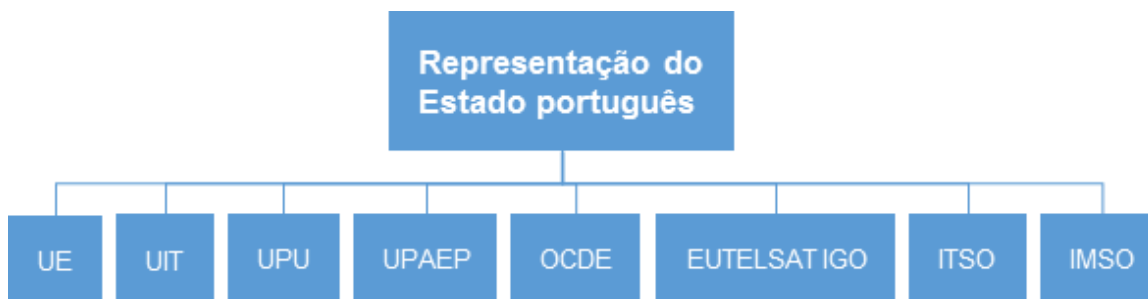 Representação do
Estado português
UE
UIT
UPU
UPAEP
OCDE
EUTELSAT IGO
ITSO
IMSO